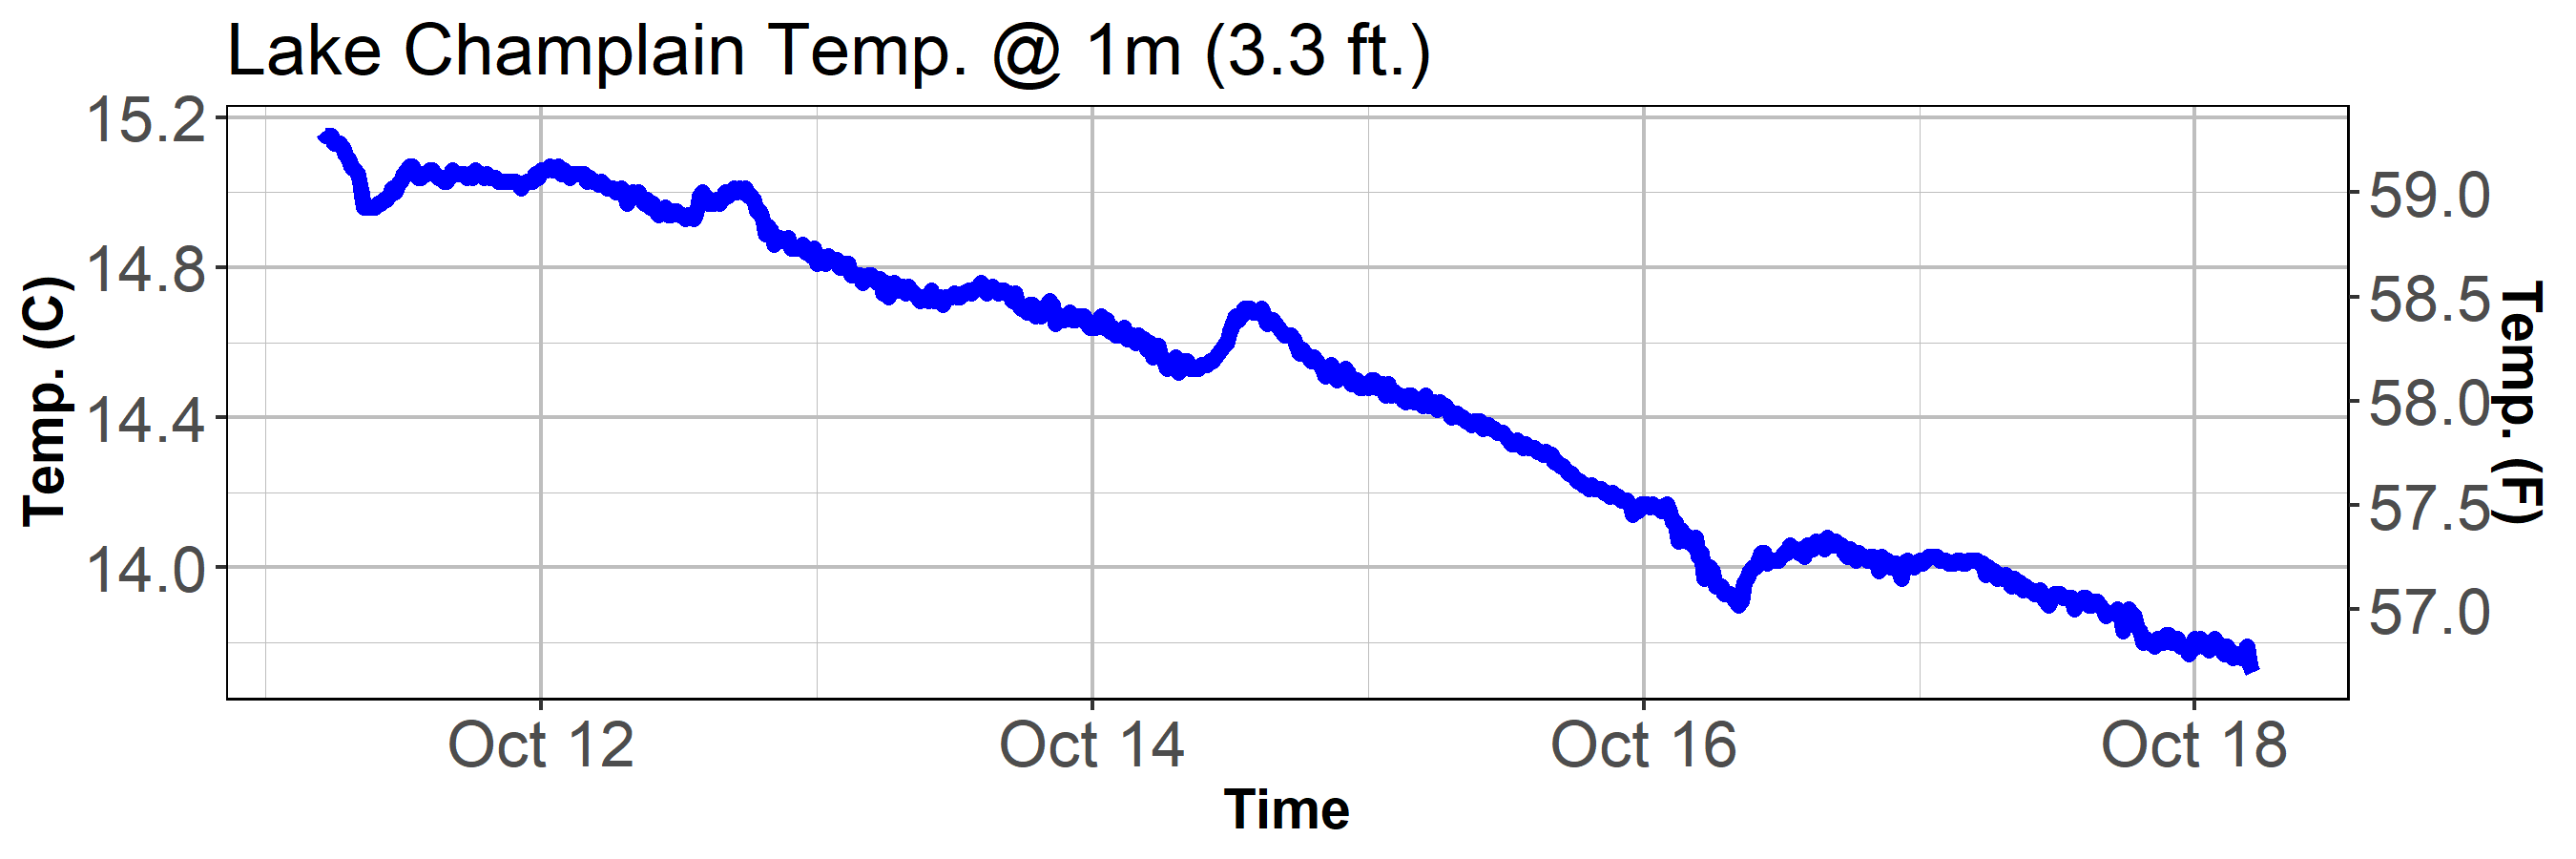 Lake Champlain Temp. @ 1m (3.3 ft.)
15.2
14.8
14.4
14.0
Temp. (C)
59.0
58.5
58.0
57.5
57.0
Temp. (F)
Oct 12
Oct 14
Oct 16
Oct 18
Time